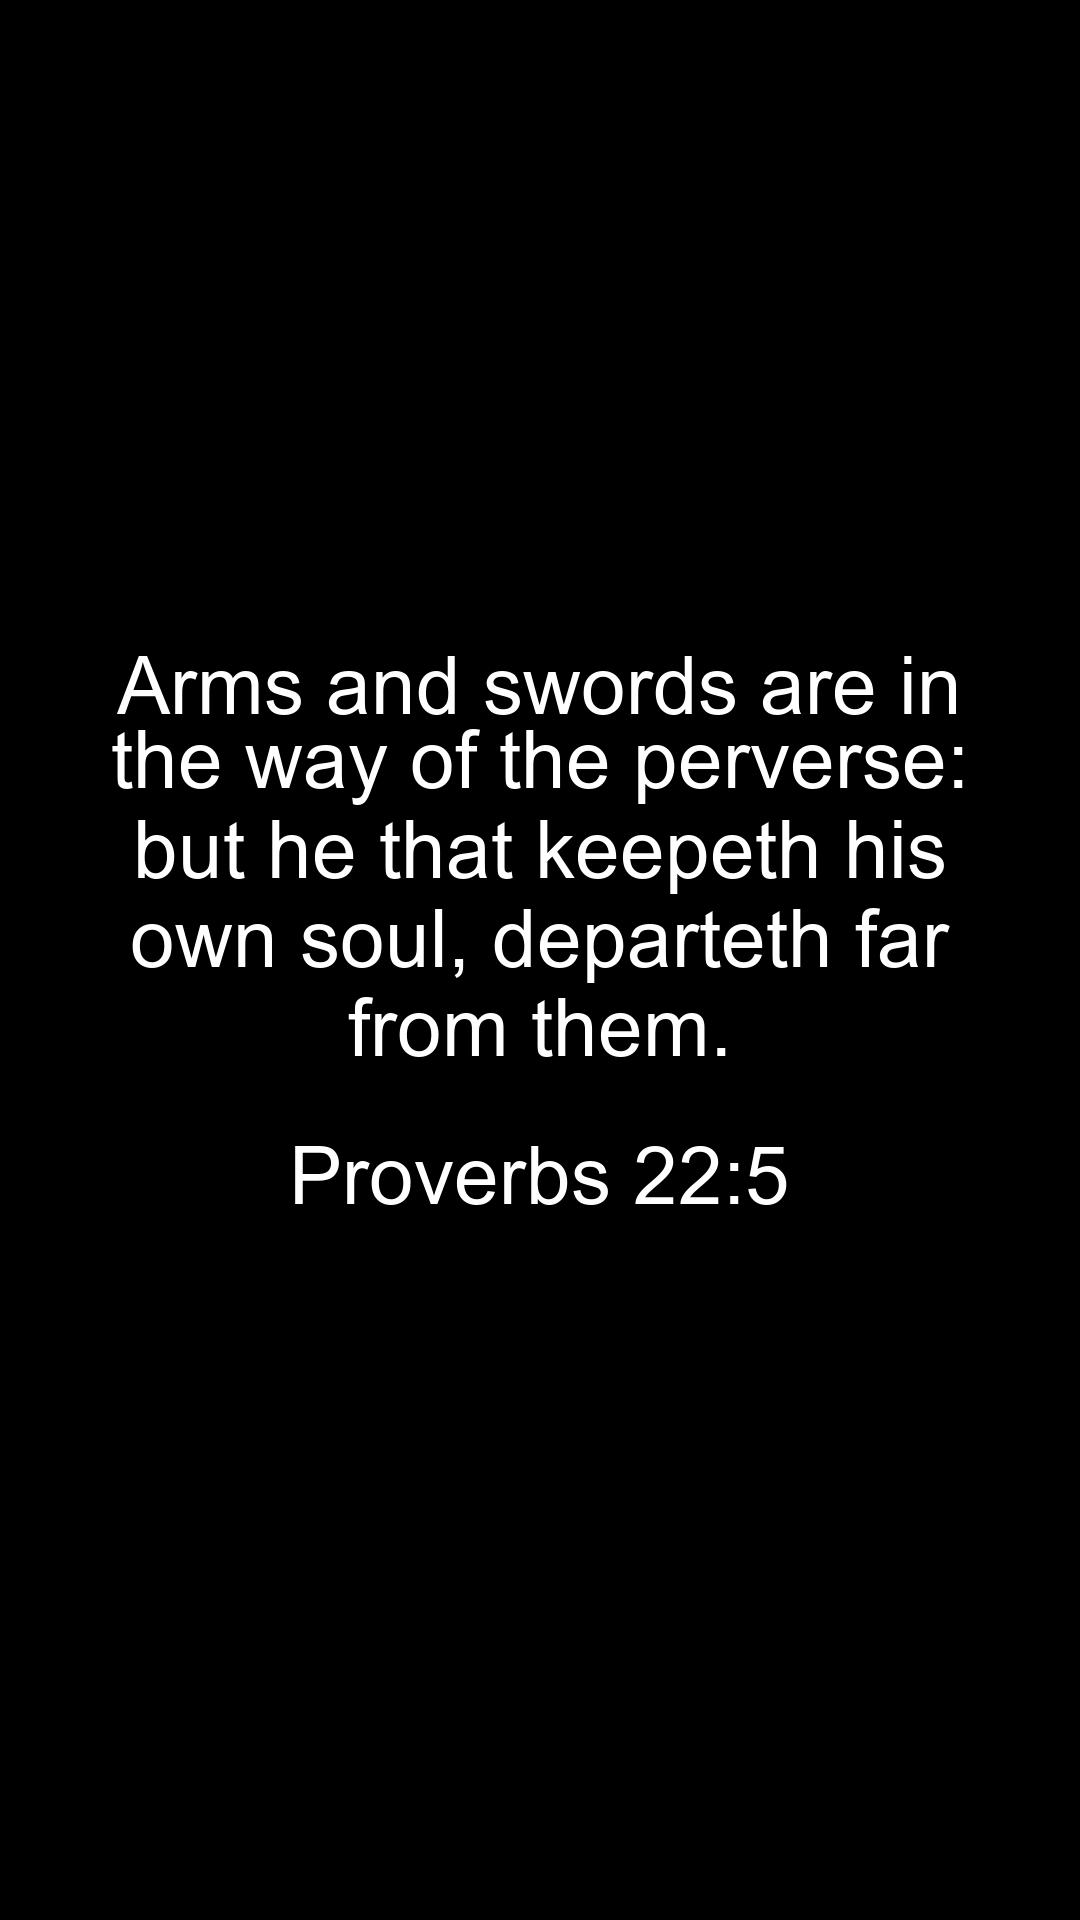 Arms and swords are in
the way of the perverse:
but he that keepeth his
own soul, departeth far
from them.
Proverbs 22:5